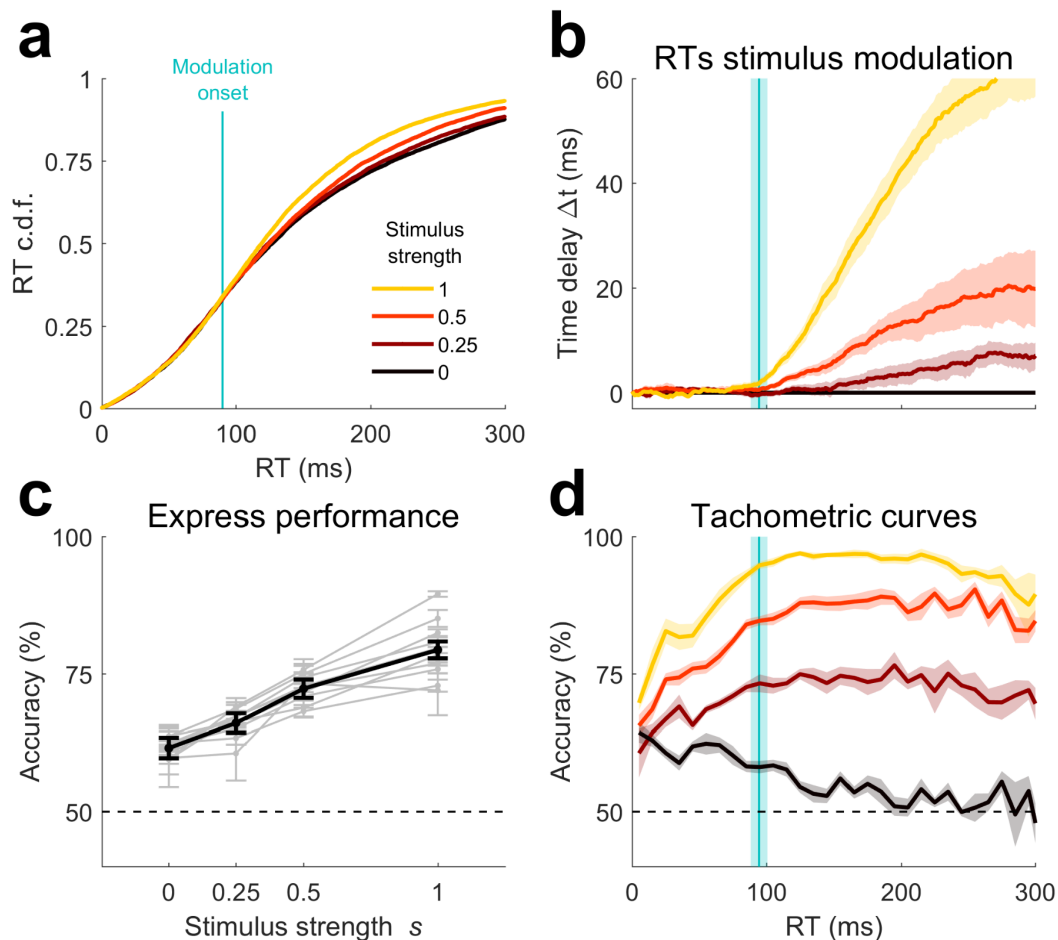 a
Modulation
onset
1
0.75
0.5
0.25
0
RT c.d.f.
Stimulus
strength
1
0.5
0.25
0
0
100
200
300
RT (ms)
b
RTs stimulus modulation
60
40
20
0
Time delay Δt (ms)
0
100
200
300
c
Express performance
100
75
50
Accuracy (%)
0
0.25
0.5
1
Stimulus strength s
d
Tachometric curves
100
75
50
Accuracy (%)
0
100
200
300
RT (ms)